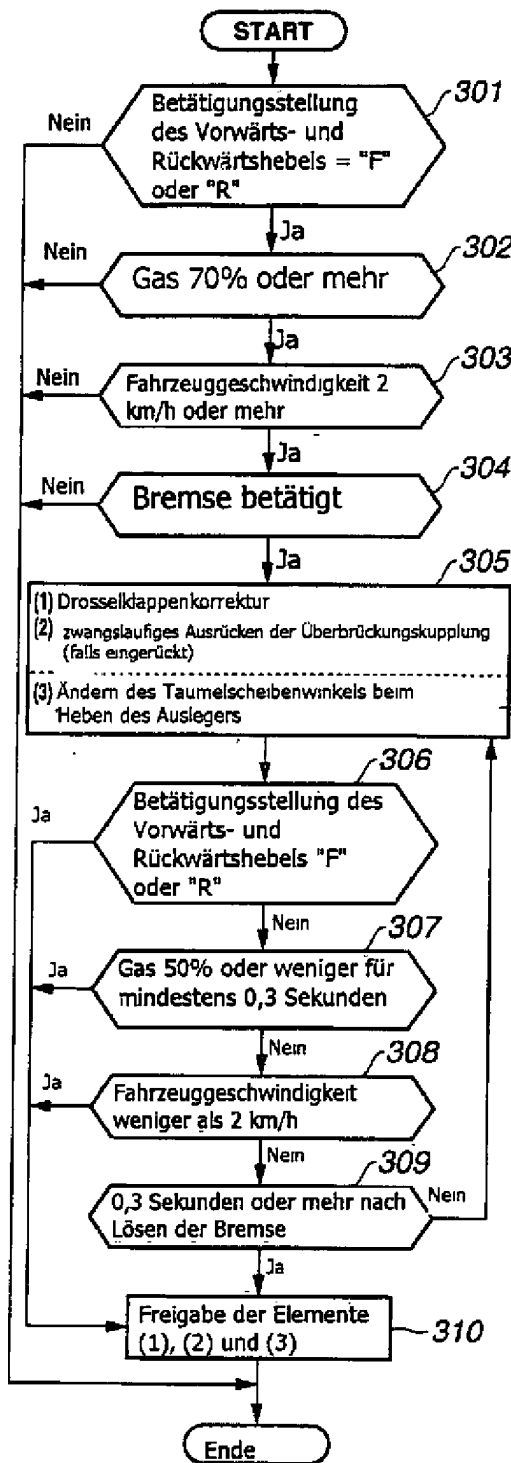 START
301
Betätigungsstellung
des Vorwärts- und
Rückwärtshebels = "F"
oder "R"
Nein
Ja
302
Gas 70% oder mehr
Nein
Ja
303
Fahrzeuggeschwindigkeit 2
km/h oder mehr
Nein
Ja
304
Bremse betätigt
Nein
Ja
305
(1) Drosselklappenkorrektur
(2) zwangslaufiges Ausrücken der Überbrückungskupplung
(falls eingerückt)
(3) Ändern des Taumelscheibenwinkels beim
Heben des Auslegers
306
Betätigungsstellung des
Vorwärts- und
Rückwärtshebels "F"
oder "R"
Ja
Nein
307
Gas 50% oder weniger für
mindestens 0,3 Sekunden
Ja
Nein
308
Fahrzeuggeschwindigkeit
weniger als 2 km/h
Ja
Nein
309
0,3 Sekunden oder mehr nach
Lösen der Bremse
Nein
Ja
Freigabe der Elemente
(1), (2) und (3)
310
Ende